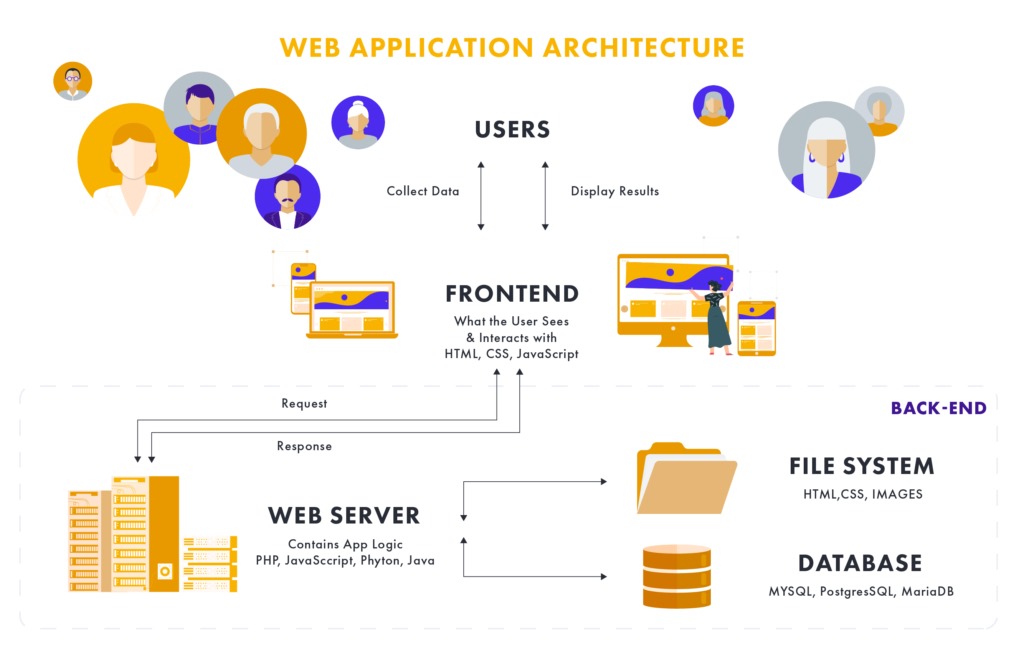 WEB APPLICATION ARCHITECTURE
USERS
Collect Data
Display Results
FRONTEND
What the User Sees
& Interacts with
HTML, CSS, JavaScript
BACK-END
Request
Response
FILE SYSTEM
HTML,CSS, IMAGES
WEB SERVER
Contains App Logic
PHP, JavaSccript, Phyton, Java
DATABASE
MYSQL, PostgresSQL, MariaDB